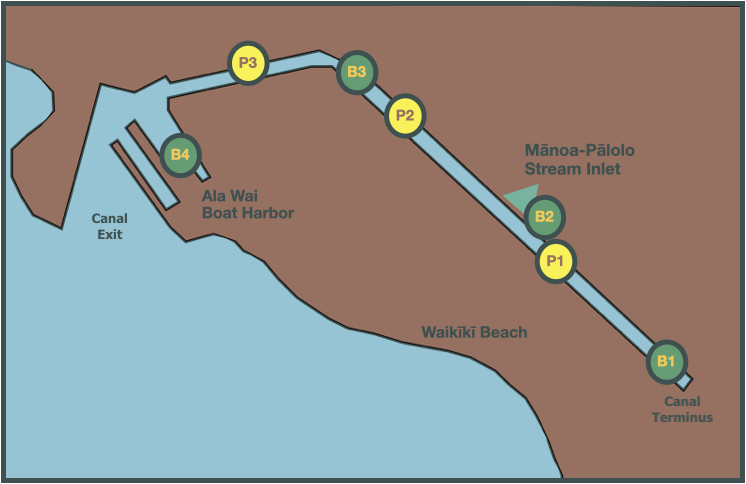 P3
B3
P2
Mānoa-Pālolo
Stream Inlet
B4
Ala Wai
Boat Harbor
Canal
Exit
B2
P1
Waikīkī Beach
B1
Canal
Terminus